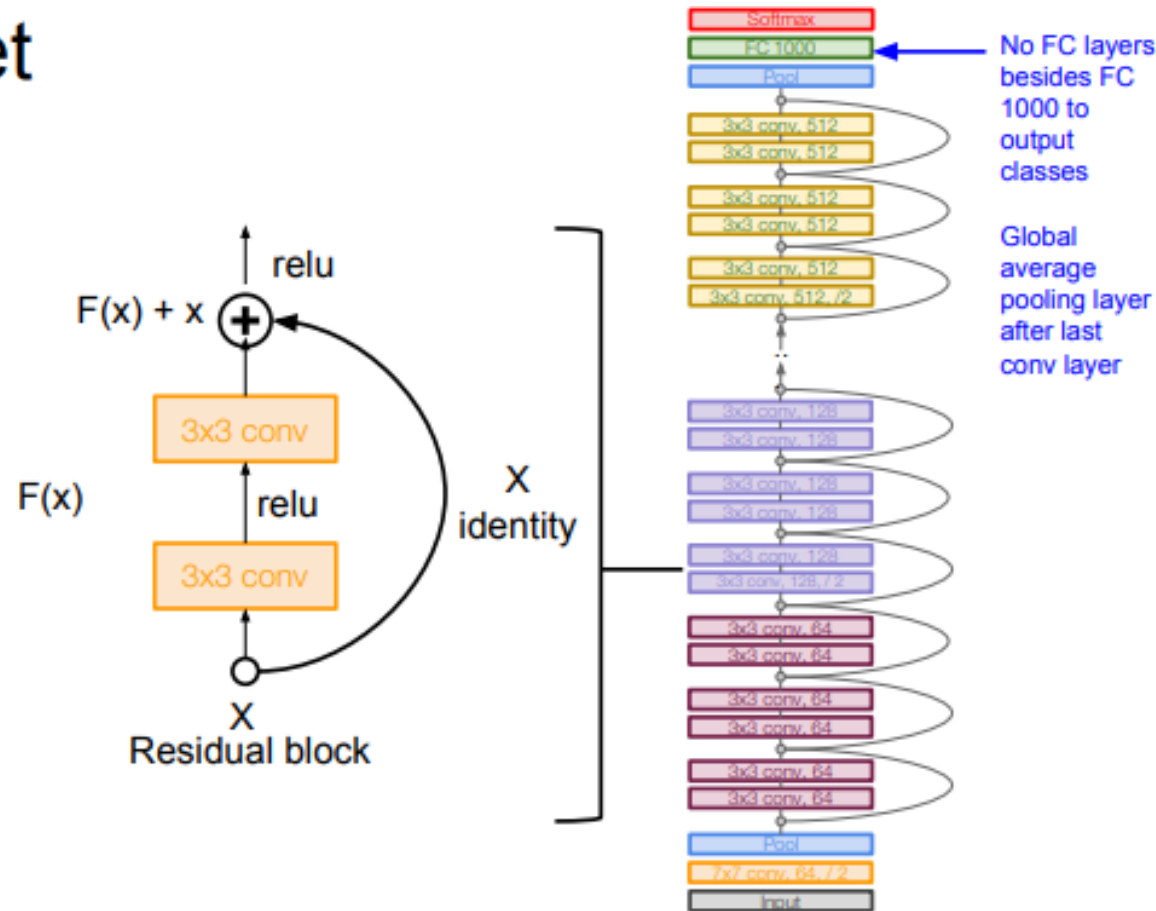 et
relu
F(x) + x
3x3 conv
F(x)
relu
3x3 conv
X
Residual block
X
identity
Softmax
FC 1000
Pool
3x3 conv, 512
3x3 conv, 512
3x3 conv, 512
3x3 conv, 512
3x3 conv, 512
3x3 conv, 512, /2
..
3x3 conv, 128
3x3 conv, 128
3x3 conv, 128
3x3 conv, 128
3x3 conv, 128
3x3 conv, 128, / 2
3x3 conv, 64
3x3 conv, 64
3x3 conv, 64
3x3 conv, 64
3x3 conv, 64
3x3 conv, 64
Pool
7x7 conv, 64, / 2
Input
No FC layers
besides FC
1000 to
output
classes
Global
average
pooling layer
after last
conv layer